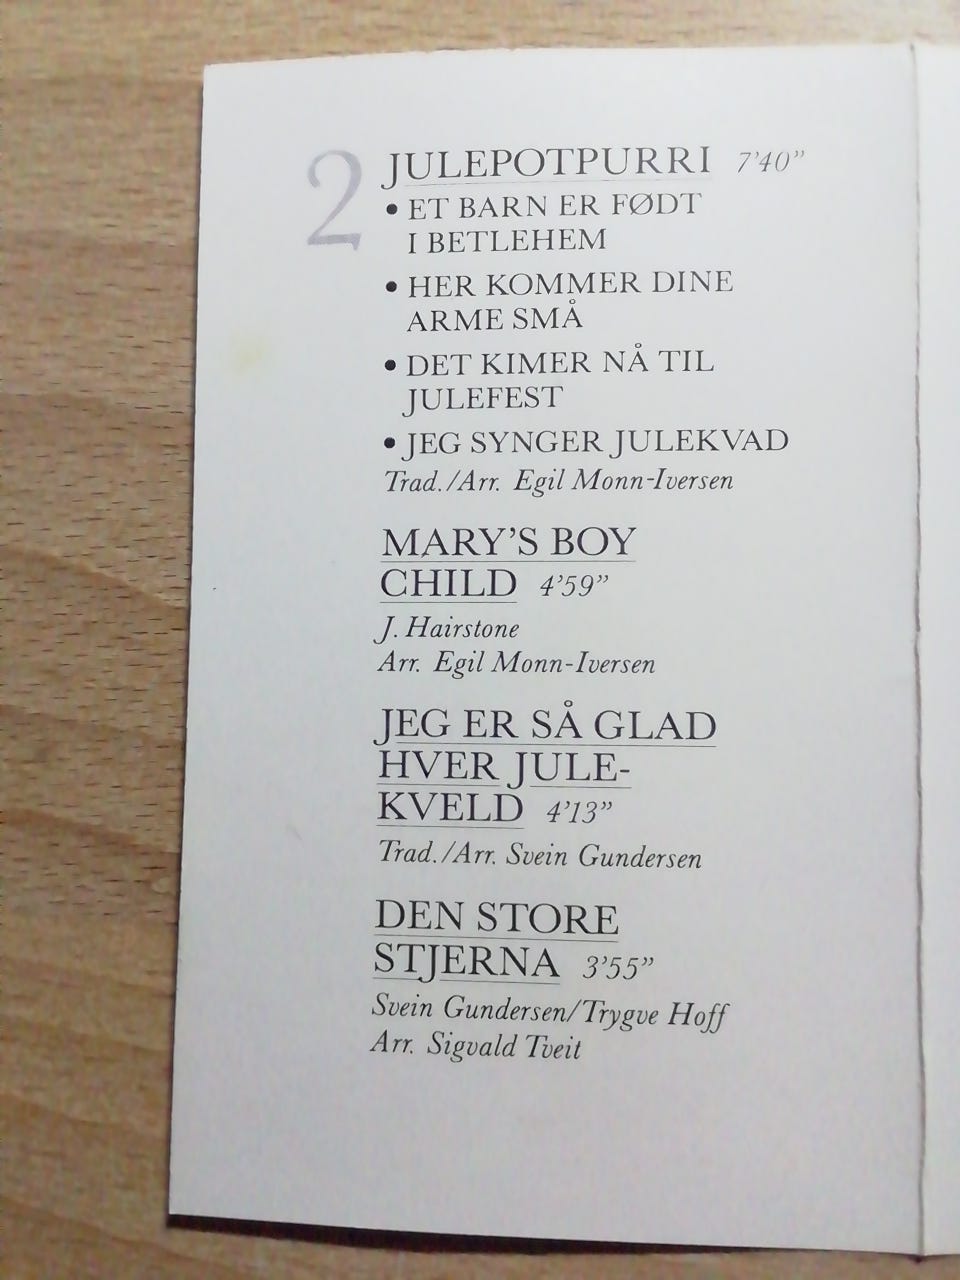 2 JULEPOTPURRI 7’40”
• ET BARN ER FØDT
I BETLEHEM
• HER KOMMER DINE
ARME SMÅ
• DET KIMER NÅ TIL
JULEFEST
• JEG SYNGER JULEKVAD
Trad./Arr. Egil Monn-Iversen
MARY’S BOY
CHILD 4’59”
J. Hairstone
Arr. Egil Monn-Iversen
JEG ER SÅ GLAD
HVER JULE-
KVELD 4’13”
Trad./Arr. Svein Gundersen
DEN STORE
STJERNA 3’55”
Svein Gundersen/Trygve Hoff
Arr. Sigvald Tveit